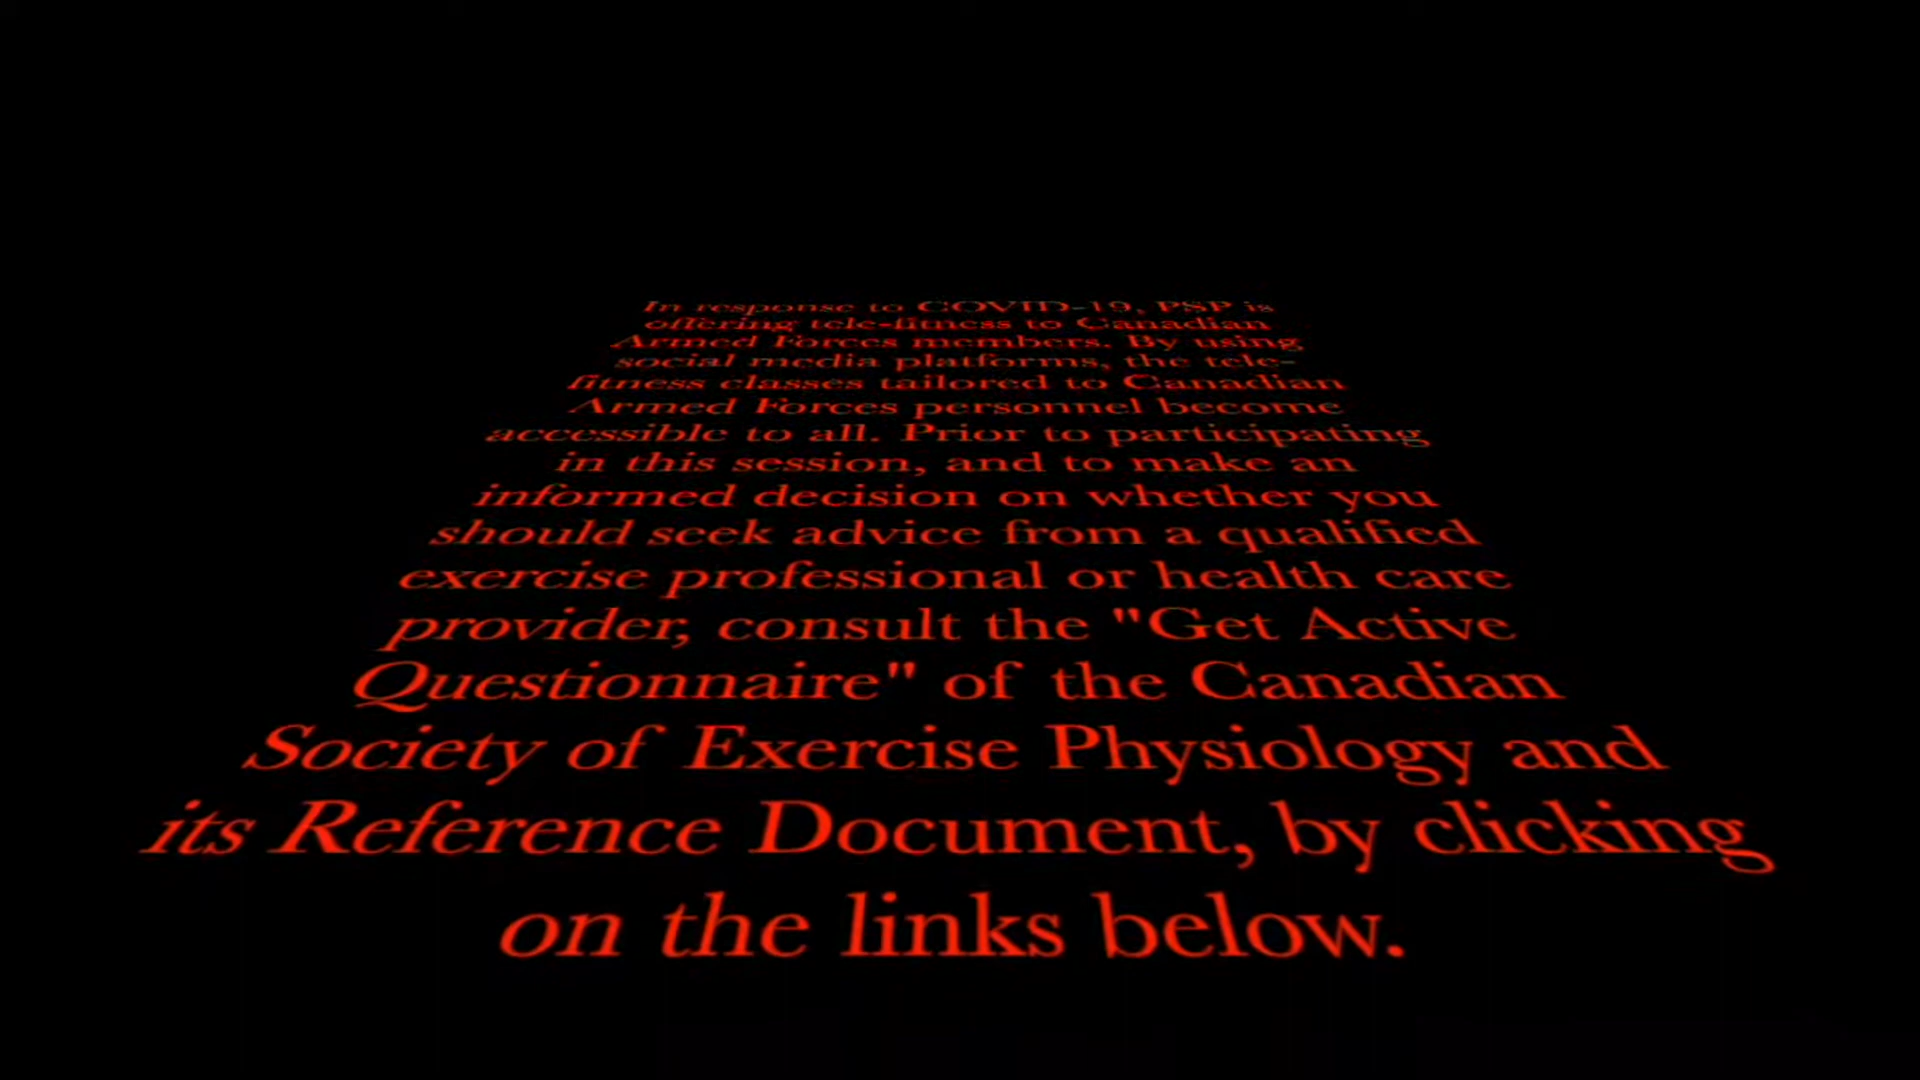 In response to COVID-19, PSP is
offering tele-fitness to Canadian
Armed Forces members. By using
social media platforms, the tele-
fitness classes tailored to Canadian
Armed Forces personnel become
accessible to all. Prior to participating
in this session, and to make an
informed decision on whether you
should seek advice from a qualified
exercise professional or health care
provider, consult the "Get Active
Questionnaire" of the Canadian
Society of Exercise Physiology and
its Reference Document, by clicking
on the links below.